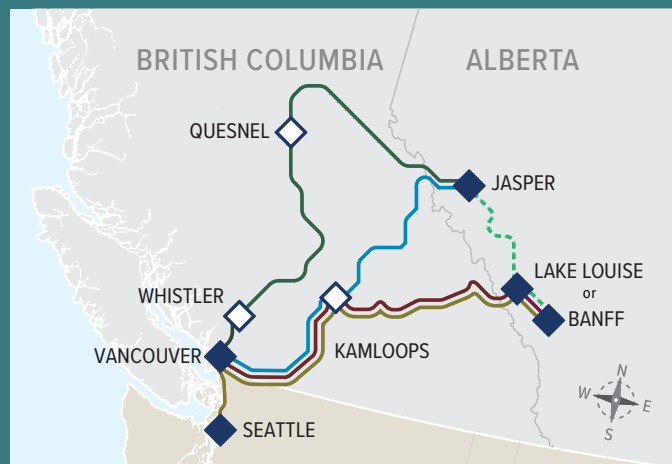 BRITISH COLUMBIA
ALBERTA
QUESNEL
JASPER
LAKE LOUISE
or
BANFF
WHISTLER
VANCOUVER
KAMLOOPS
SEATTLE
N
W
E
S